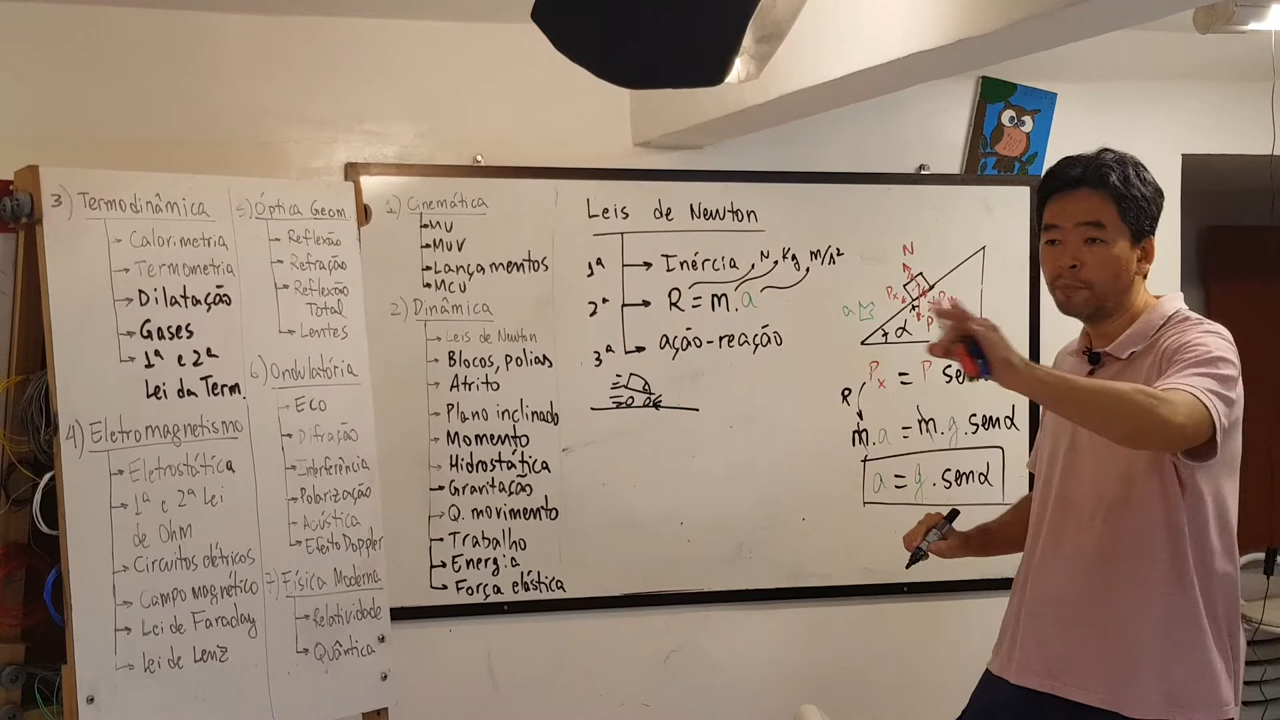 3) Termodinâmica
Calorimetria
Termometria
Dilatação
Gases
1ª e 2ª
Lei da Term.
4) Eletromagnetismo
Eletrostática
1ª e 2ª Lei
de Ohm
Circuitos elétricos
Campo magnético
Lei de Faraday
Lei de Lenz
5) Óptica Geom.
Reflexão
Refração
Reflexão
Total
Lentes
6) Ondulatória
Eco
Difração
Interferência
Polarização
Acústica
Efeito Doppler
7) Física Moderna
Relatividade
Quântica
1) Cinemática
MU
MUV
Lançamentos
MCU
2) Dinâmica
Leis de Newton
Blocos, polias
Atrito
Plano inclinado
Momento
Hidrostática
Gravitação
Q. movimento
Trabalho
Energia
Força elástica
Leis de Newton
1ª Inércia N Kg m/s²
2ª R = m.a
3ª ação-reação
N
Px
P
a
α
Px = P sen
R
m.a = m.g.senα
a = g.senα